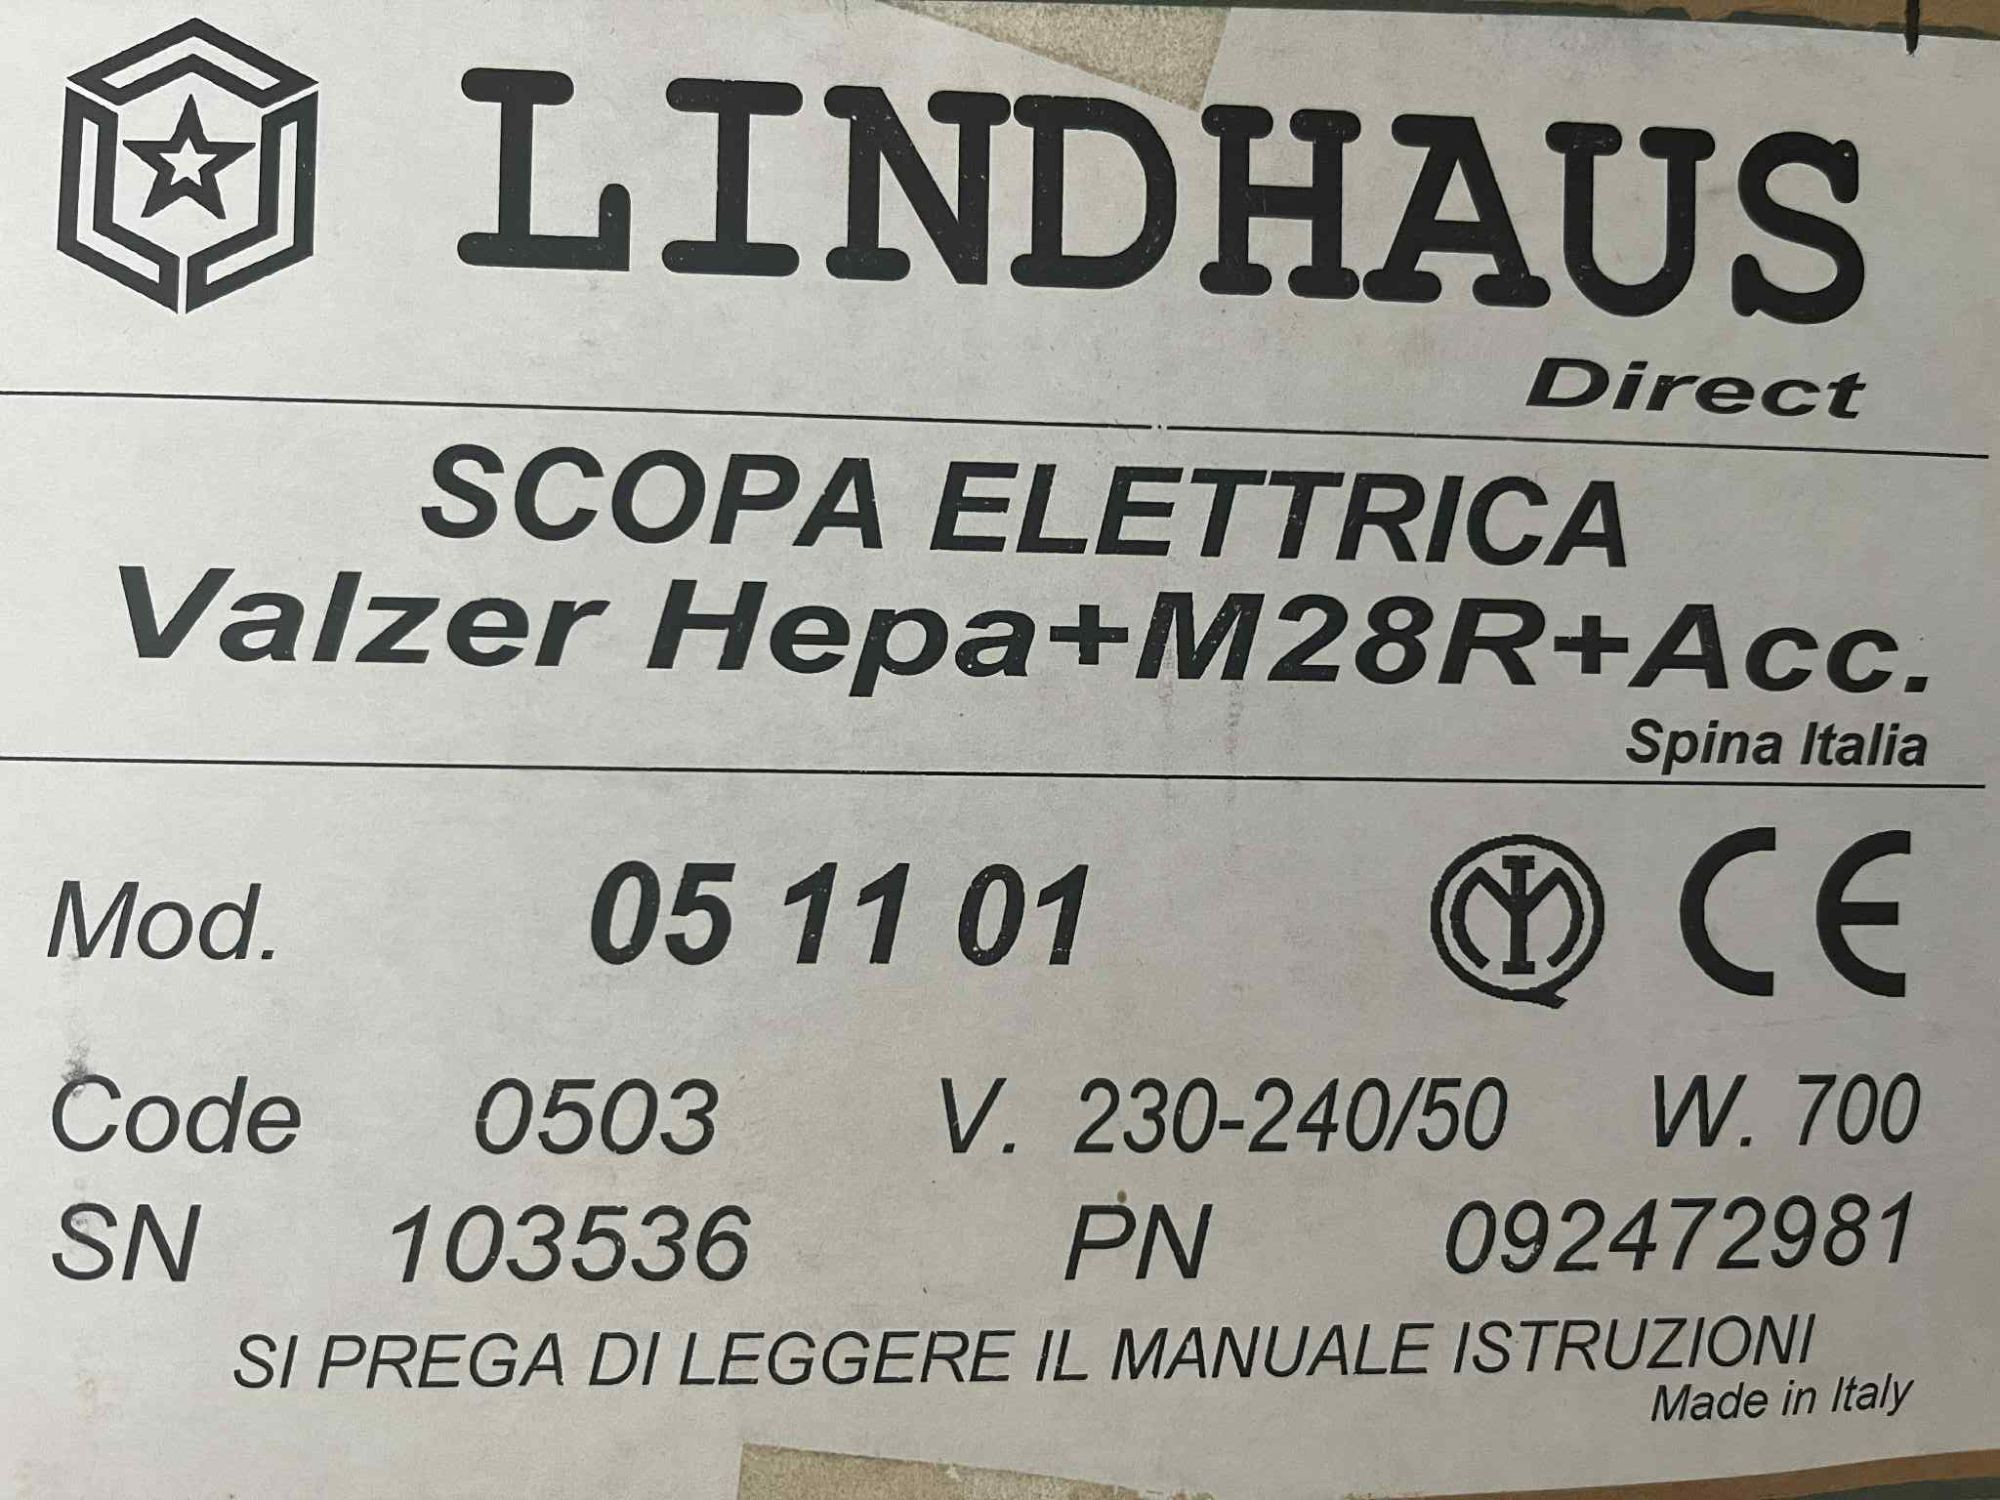 LINDHAUS
Direct
SCOPA ELETTRICA
Valzer Hepa+M28R+Acc.
Spina Italia
Mod. 05 11 01 CE
Code 0503 V. 230-240/50 W. 700
SN 103536 PN 092472981
SI PREGA DI LEGGERE IL MANUALE ISTRUZIONI
Made in Italy